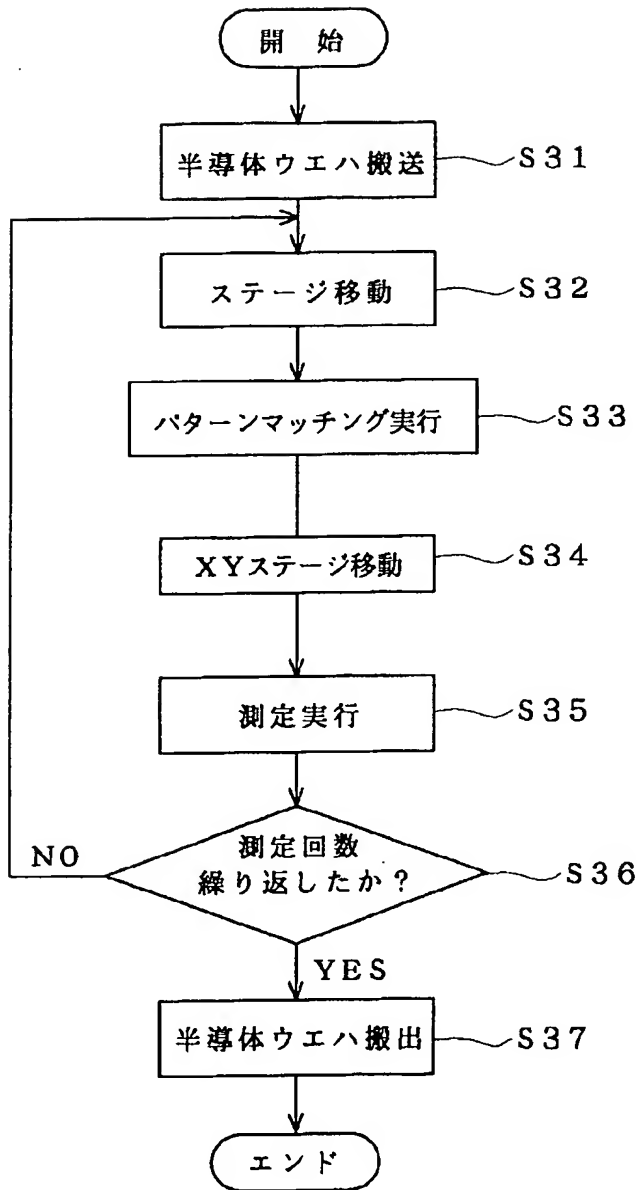 開 始
半導体ウエハ搬送
S31
ステージ移動
S32
パターンマッチング実行
S33
XYステージ移動
S34
測定実行
S35
測定回数
繰り返したか?
S36
NO
YES
半導体ウエハ搬出
S37
エンド